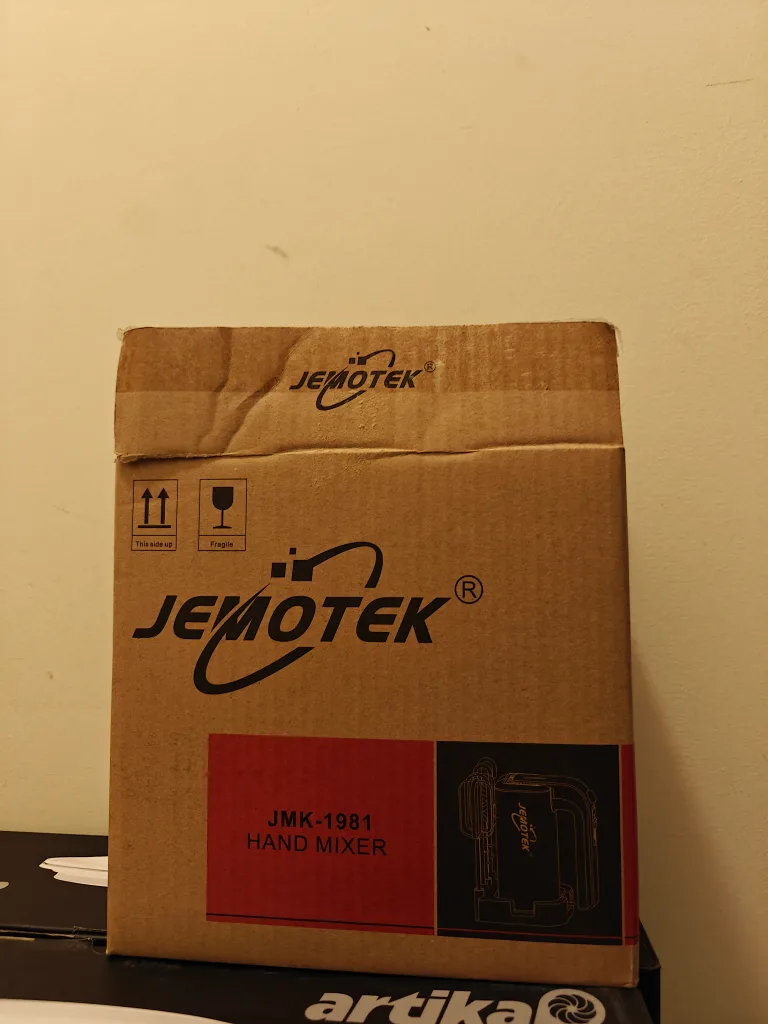 JEMOTEK®
This side up
Fragile
JEMOTEK®
JMK-1981
HAND MIXER
JEMOTEK
artika